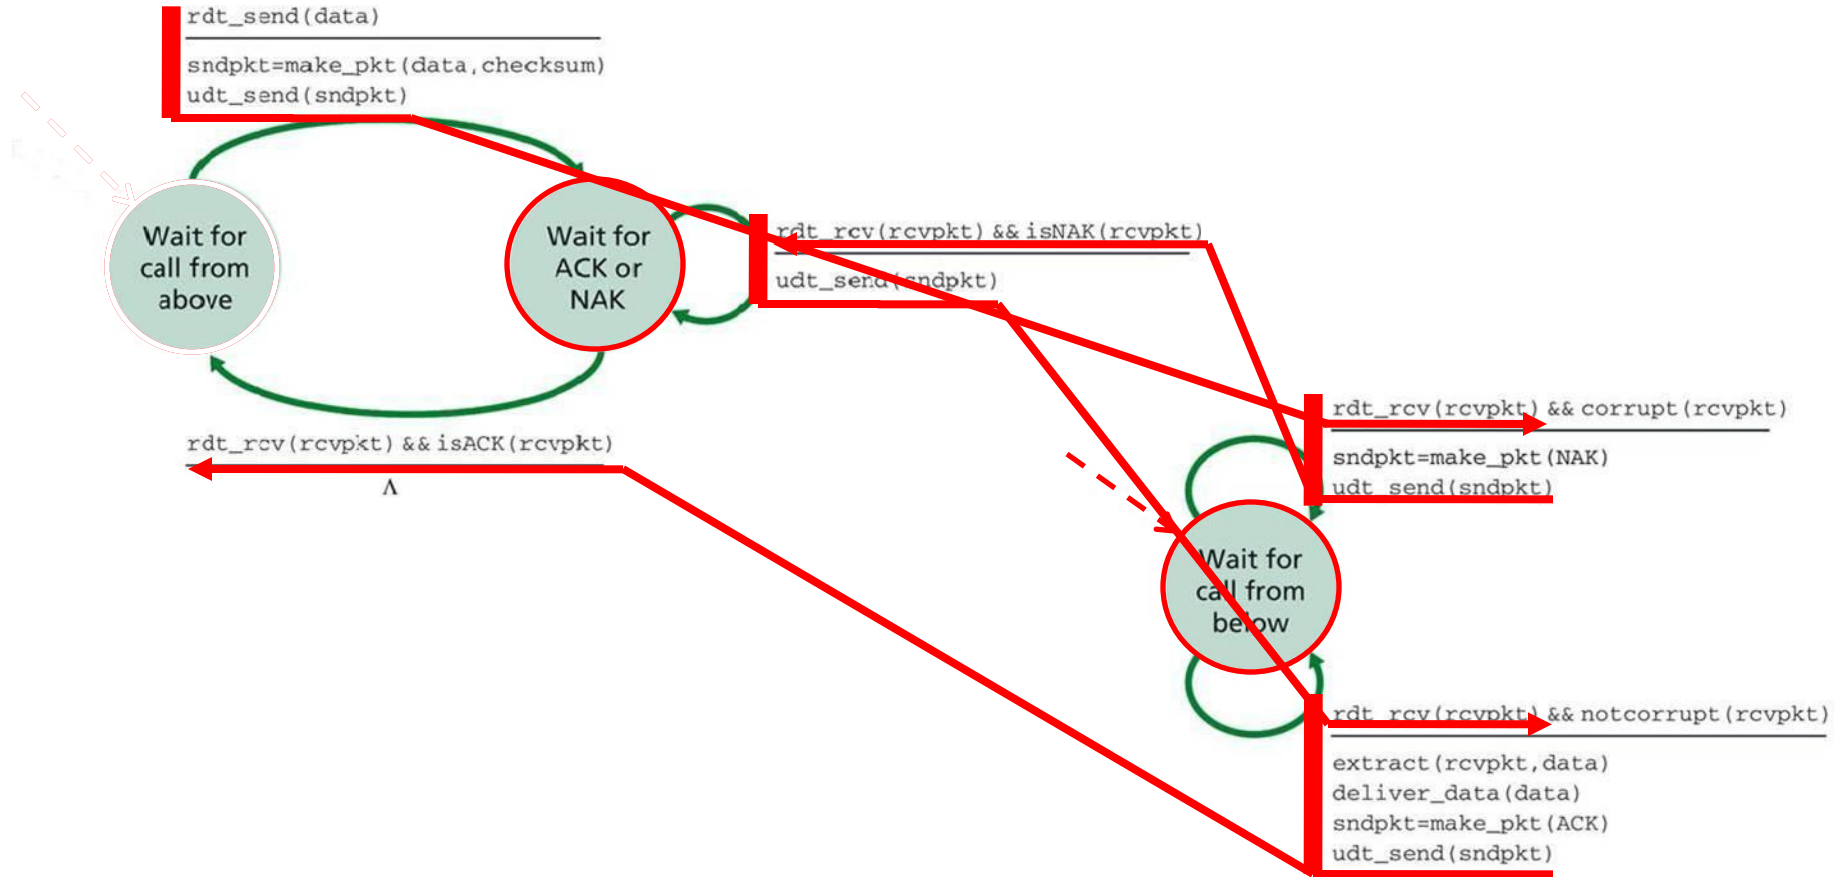 rdt_send(data)
sndpkt=make_pkt(data,checksum)
udt_send(sndpkt)
Wait for
call from
above
Wait for
ACK or
NAK
rdt_rcv(rcvpkt) && isNAK(rcvpkt)
udt_send(sndpkt)
rdt_rcv(rcvpkt) && isACK(rcvpkt)
Λ
rdt_rcv(rcvpkt) && corrupt(rcvpkt)
sndpkt=make_pkt(NAK)
udt_send(sndpkt)
Wait for
call from
below
rdt_rcv(rcvpkt) && notcorrupt(rcvpkt)
extract(rcvpkt,data)
deliver_data(data)
sndpkt=make_pkt(ACK)
udt_send(sndpkt)